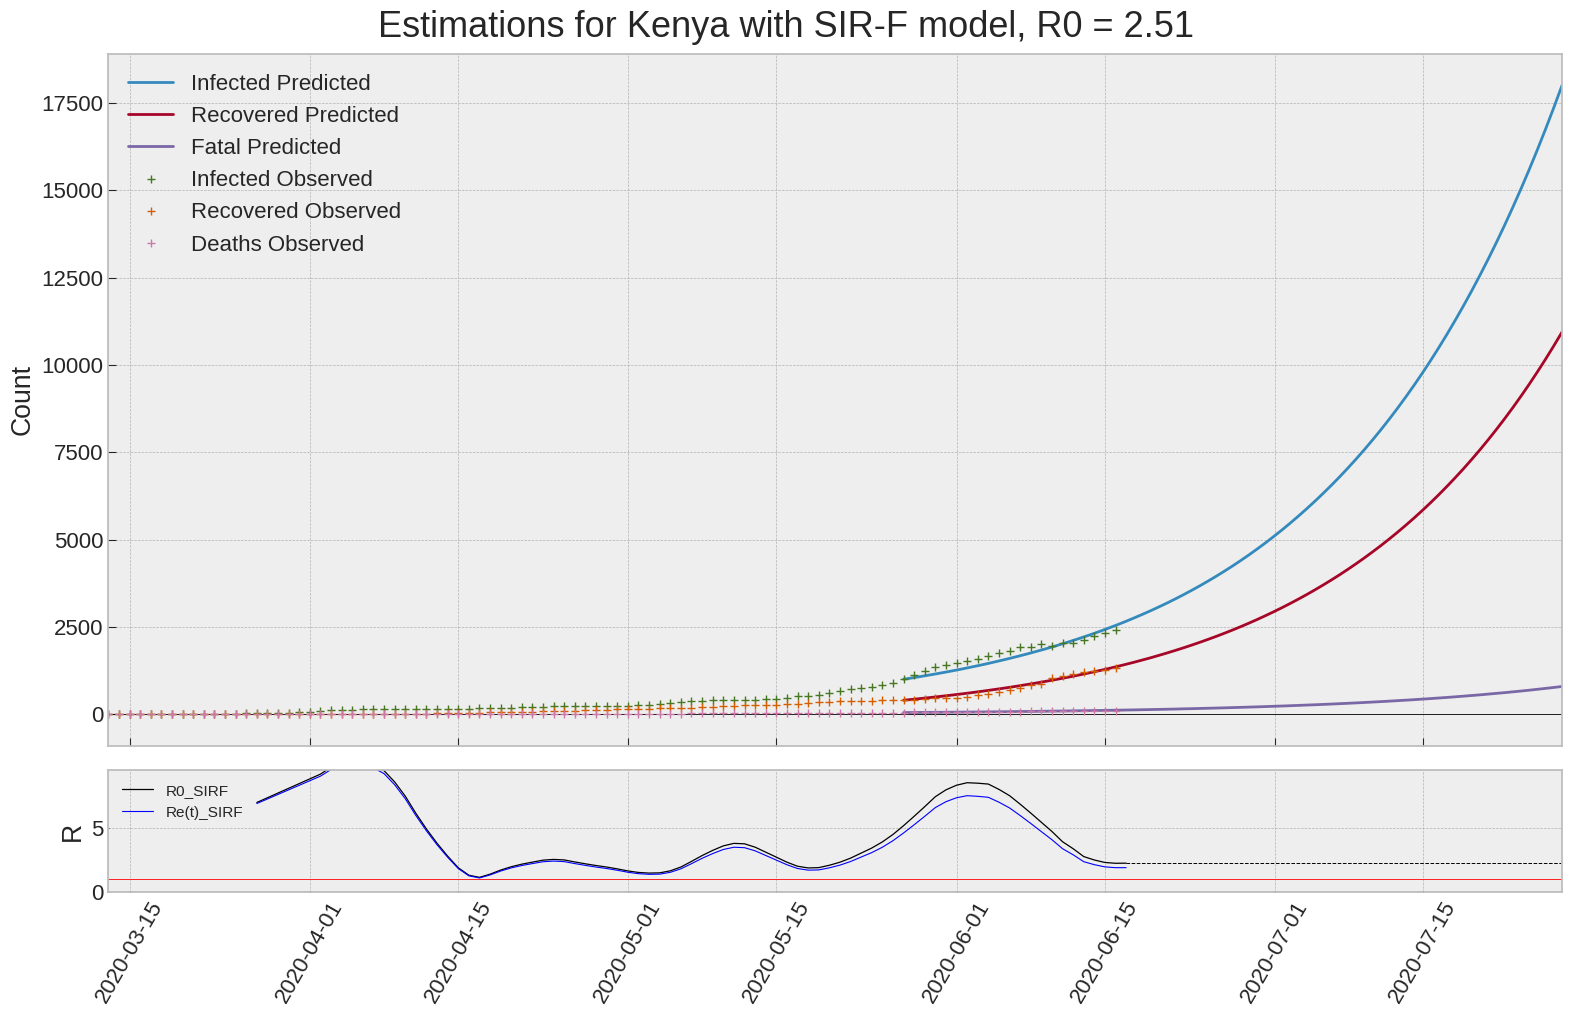 Estimations for Kenya with SIR-F model, R0 = 2.51
Infected Predicted
Recovered Predicted
Fatal Predicted
Infected Observed
Recovered Observed
Deaths Observed
17500
15000
12500
10000
7500
5000
2500
0
Count
R0_SIRF
Re(t)_SIRF
5
0
R
2020-03-15
2020-04-01
2020-04-15
2020-05-01
2020-05-15
2020-06-01
2020-06-15
2020-07-01
2020-07-15